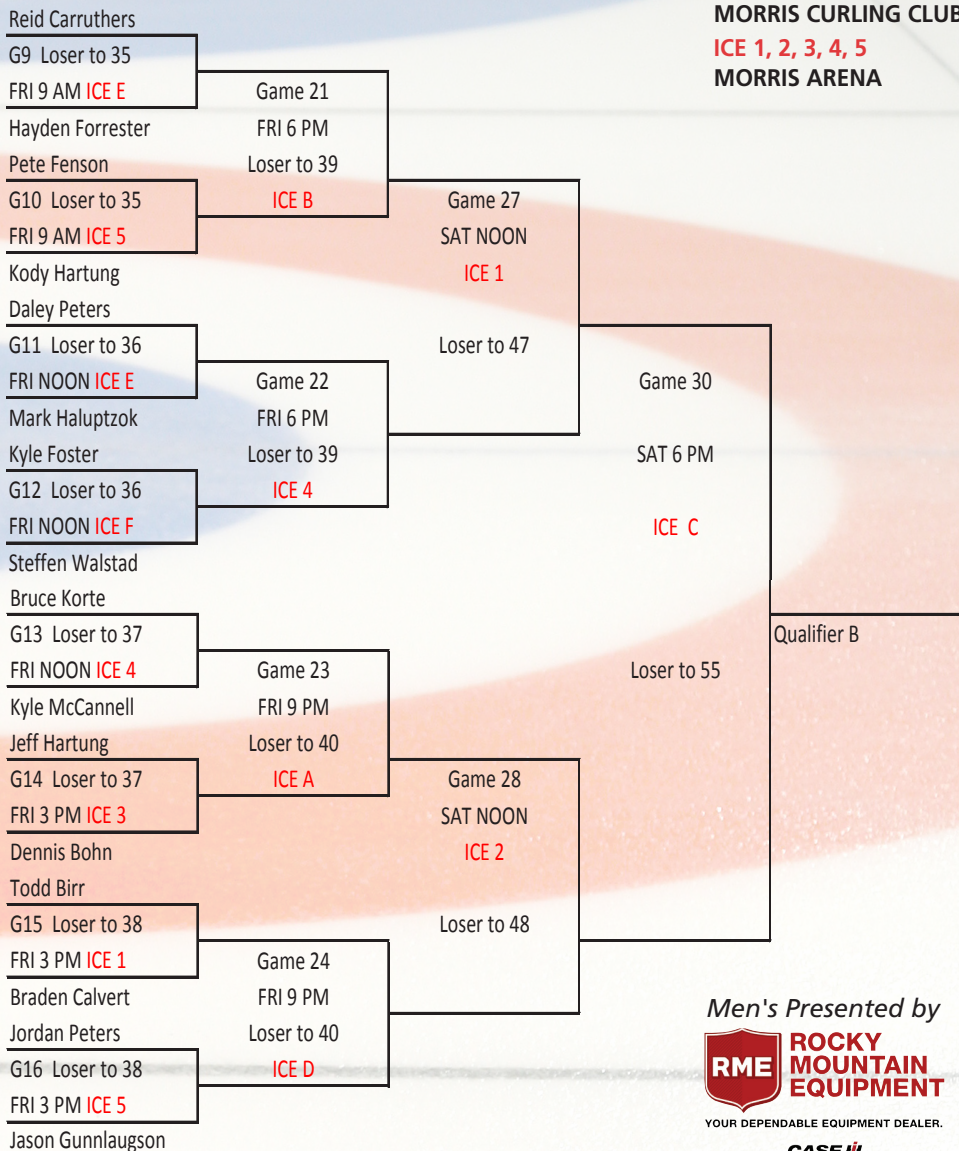 MORRIS CURLING CLUB
ICE 1, 2, 3, 4, 5
MORRIS ARENA
Reid Carruthers
G9 Loser to 35
FRI 9 AM ICE E
Hayden Forrester
Pete Fenson
G10 Loser to 35
FRI 9 AM ICE 5
Kody Hartung
Daley Peters
G11 Loser to 36
FRI NOON ICE E
Mark Haluptzok
Kyle Foster
G12 Loser to 36
FRI NOON ICE F
Steffen Walstad
Bruce Korte
G13 Loser to 37
FRI NOON ICE 4
Kyle McCannell
Jeff Hartung
G14 Loser to 37
FRI 3 PM ICE 3
Dennis Bohn
Todd Birr
G15 Loser to 38
FRI 3 PM ICE 1
Braden Calvert
Jordan Peters
G16 Loser to 38
FRI 3 PM ICE 5
Jason Gunnlaugson
Game 21
FRI 6 PM
Loser to 39
ICE B
Game 22
FRI 6 PM
Loser to 39
ICE 4
Game 23
FRI 9 PM
Loser to 40
ICE A
Game 24
FRI 9 PM
Loser to 40
ICE D
Game 27
SAT NOON
ICE 1
Loser to 47
Game 28
SAT NOON
ICE 2
Loser to 48
Game 30
SAT 6 PM
ICE C
Loser to 55
Qualifier B
Men's Presented by
RME
ROCKY
MOUNTAIN
EQUIPMENT
YOUR DEPENDABLE EQUIPMENT DEALER.
CASE IH